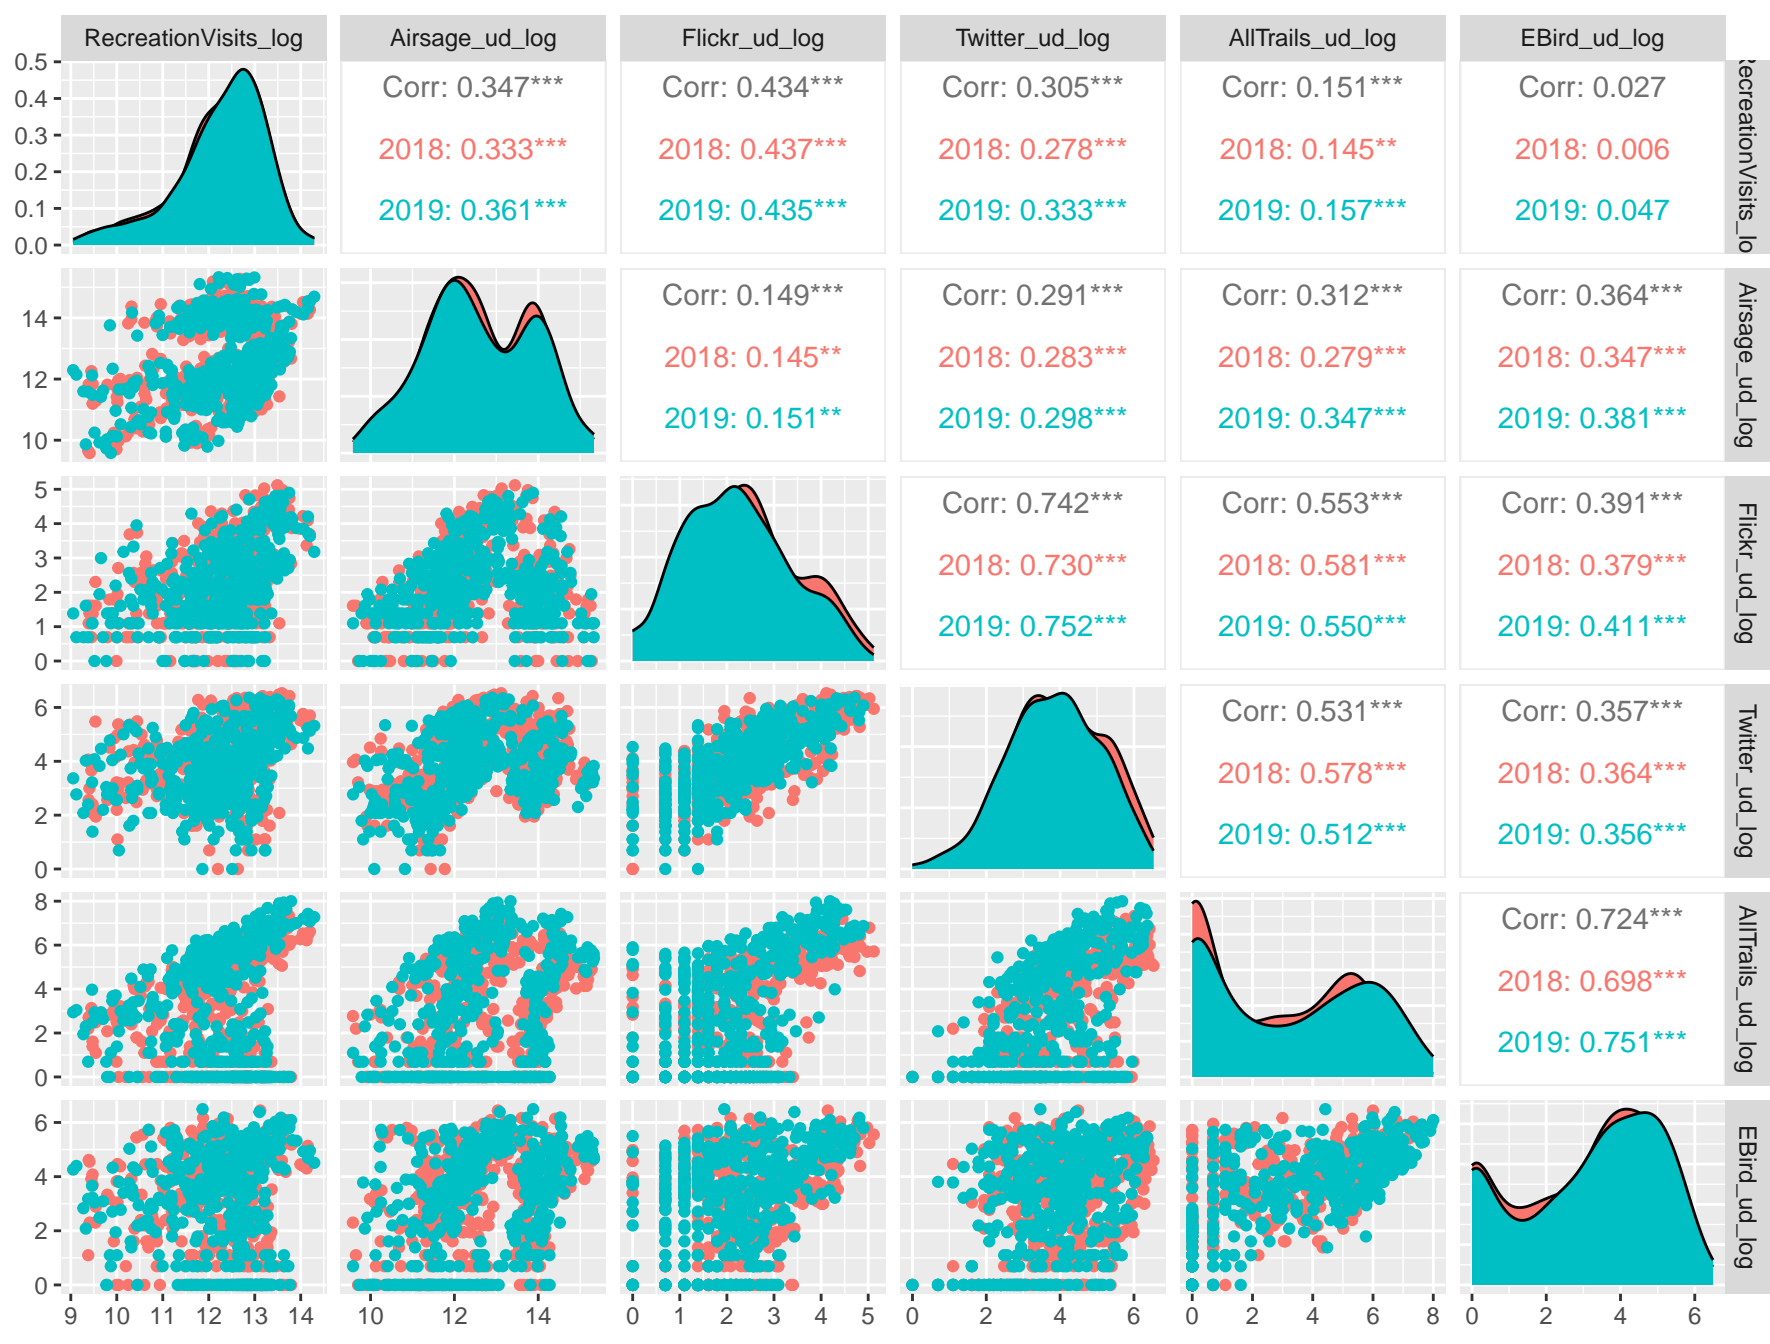 RecreationVisits_log Airsage_ud_log Flickr_ud_log Twitter_ud_log AllTrails_ud_log EBird_ud_log
0.5
0.4
0.3
0.2
0.1
0.0
Corr: 0.347*** Corr: 0.434*** Corr: 0.305*** Corr: 0.151*** Corr: 0.027
2018: 0.333*** 2018: 0.437*** 2018: 0.278*** 2018: 0.145** 2018: 0.006
2019: 0.361*** 2019: 0.435*** 2019: 0.333*** 2019: 0.157*** 2019: 0.047
RecreationVisits_lo
14
12
10
Corr: 0.149*** Corr: 0.291*** Corr: 0.312*** Corr: 0.364***
2018: 0.145** 2018: 0.283*** 2018: 0.279*** 2018: 0.347***
2019: 0.151** 2019: 0.298*** 2019: 0.347*** 2019: 0.381***
Airsage_ud_log
5
4
3
2
1
0
Corr: 0.742*** Corr: 0.553*** Corr: 0.391***
2018: 0.730*** 2018: 0.581*** 2018: 0.379***
2019: 0.752*** 2019: 0.550*** 2019: 0.411***
Flickr_ud_log
6
4
2
0
Corr: 0.531*** Corr: 0.357***
2018: 0.578*** 2018: 0.364***
2019: 0.512*** 2019: 0.356***
Twitter_ud_log
8
6
4
2
0
Corr: 0.724***
2018: 0.698***
2019: 0.751***
AllTrails_ud_log
6
4
2
0
EBird_ud_log
9 10 11 12 13 14 10 12 14 0 1 2 3 4 5 0 2 4 6 0 2 4 6 8 0 2 4 6